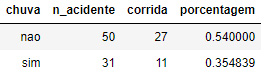 chuva n_acidente corrida porcentagem
nao 50 27 0.540000
sim 31 11 0.354839